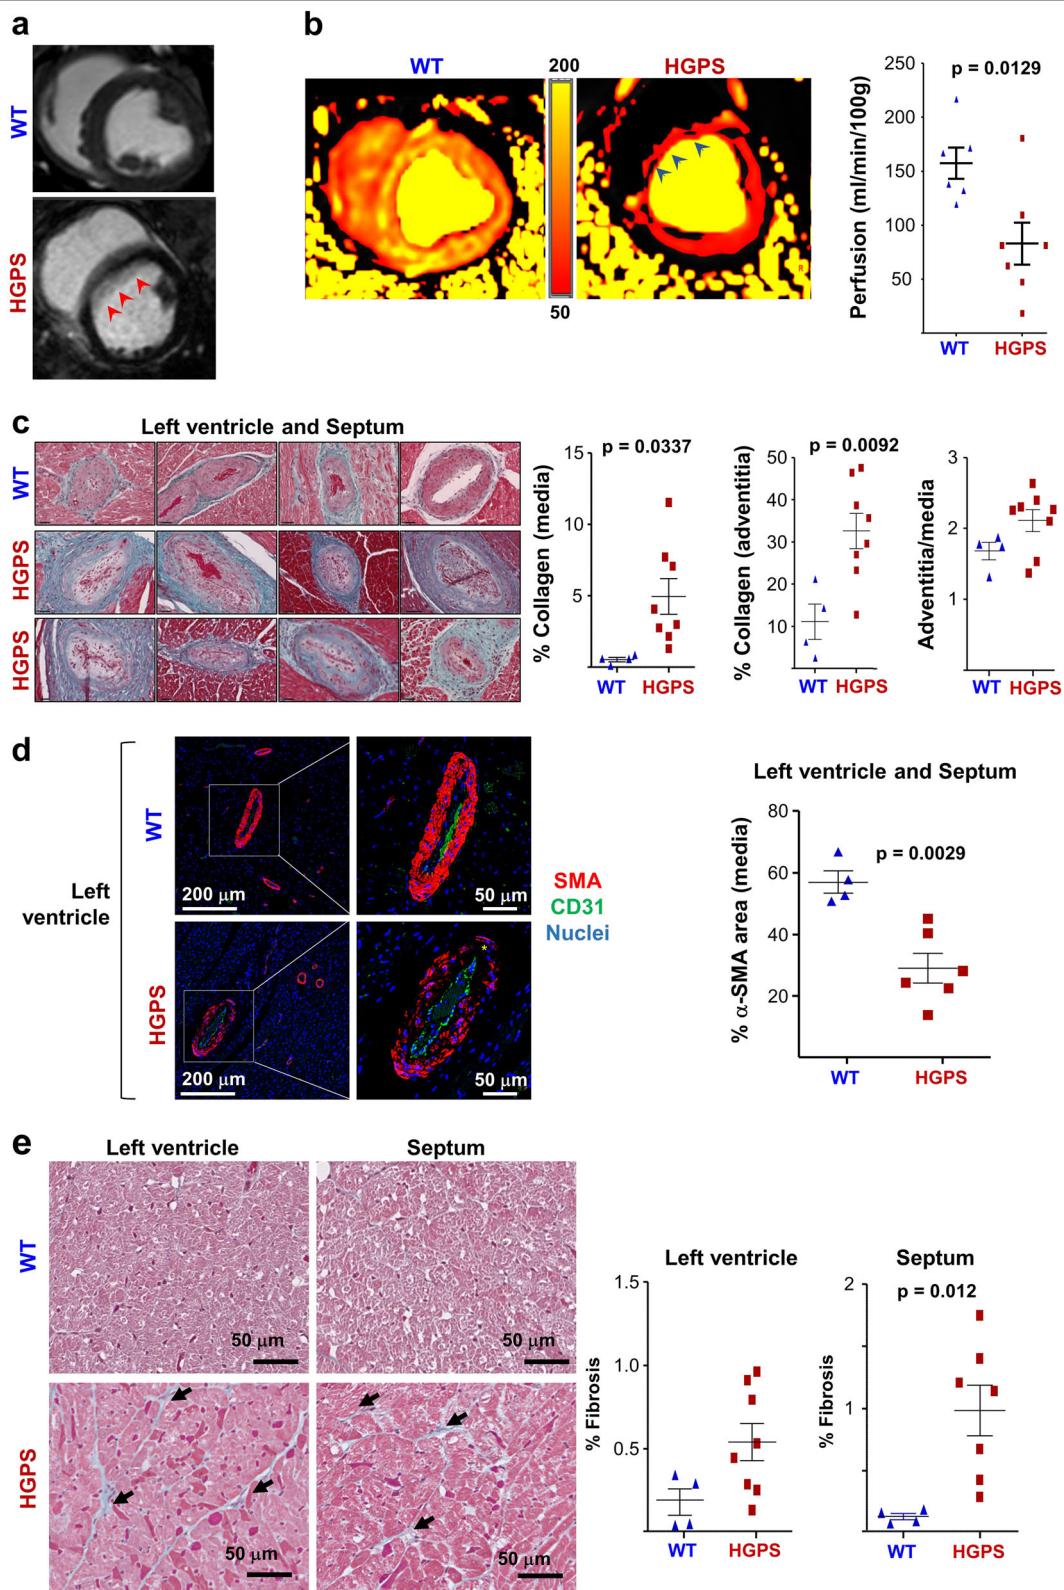 a
WT
HGPS
b
WT
200
HGPS
50
R
Perfusion (ml/min/100g)
250
200
150
100
50
p = 0.0129
WT
HGPS
c
Left ventricle and Septum
WT
HGPS
HGPS
% Collagen (media)
15
10
5
p = 0.0337
WT
HGPS
% Collagen (adventitia)
50
40
30
20
10
p = 0.0092
WT
HGPS
Adventitia/media
3
2
1
WT
HGPS
d
Left
ventricle
WT
200 μm
50 μm
HGPS
200 μm
*
50 μm
SMA
CD31
Nuclei
Left ventricle and Septum
% α-SMA area (media)
80
60
40
20
p = 0.0029
WT
HGPS
e
Left ventricle
Septum
WT
50 μm
50 μm
HGPS
50 μm
50 μm
Left ventricle
% Fibrosis
1.5
1.0
0.5
WT
HGPS
Septum
% Fibrosis
2
1
p = 0.012
WT
HGPS